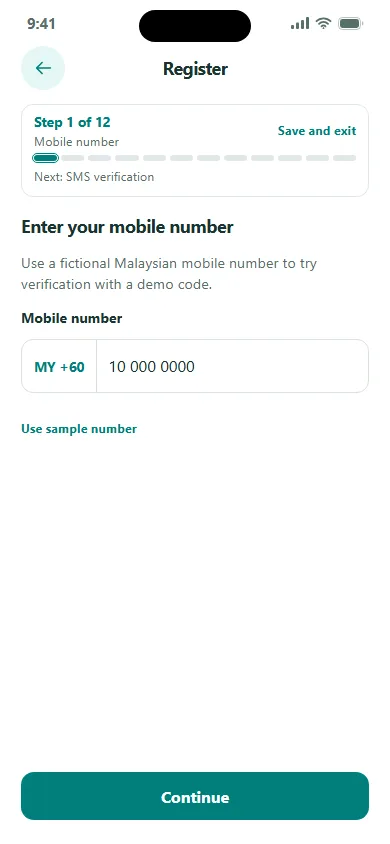 9:41
Register
Step 1 of 12
Save and exit
Mobile number
Next: SMS verification
Enter your mobile number
Use a fictional Malaysian mobile number to try
verification with a demo code.
Mobile number
MY +60
10 000 0000
Use sample number
Continue